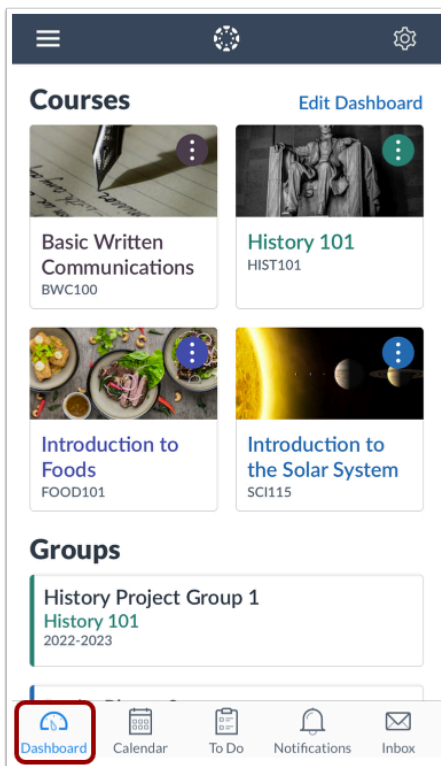 Courses
Edit Dashboard
Basic Written
Communications
BWC100
History 101
HIST101
Introduction to
Foods
FOOD101
Introduction to
the Solar System
SCI115
Groups
History Project Group 1
History 101
2022-2023
Dashboard
Calendar
To Do
Notifications
Inbox